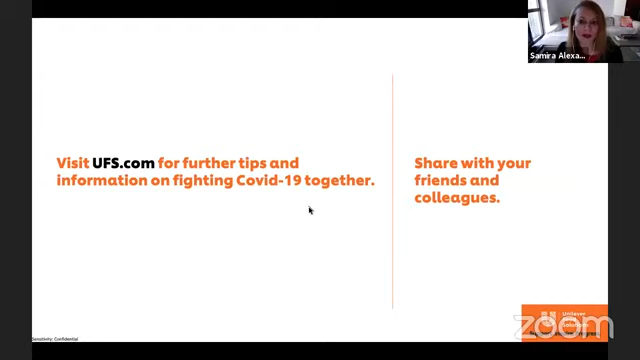 Samira Alexa...
Visit UFS.com for further tips and
information on fighting Covid-19 together.
Share with your
friends and
colleagues.
Unilever
Solutions
zoom
Sensitivity: Confidential